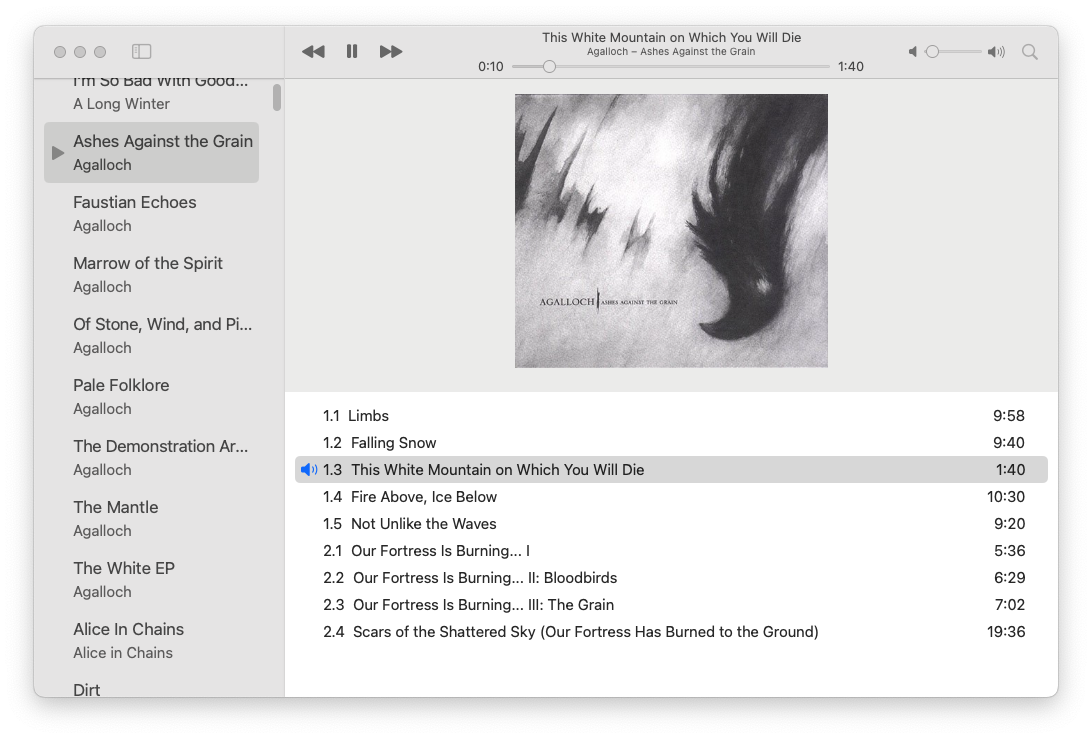 This White Mountain on Which You Will Die
Agalloch – Ashes Against the Grain
0:10
1:40
I'm So Bad With Good...
A Long Winter
Ashes Against the Grain
Agalloch
Faustian Echoes
Agalloch
Marrow of the Spirit
Agalloch
Of Stone, Wind, and Pi...
Agalloch
Pale Folklore
Agalloch
The Demonstration Ar...
Agalloch
The Mantle
Agalloch
The White EP
Agalloch
Alice In Chains
Alice in Chains
Dirt
AGALLOCH ASHES AGAINST THE GRAIN
1.1 Limbs 9:58
1.2 Falling Snow 9:40
1.3 This White Mountain on Which You Will Die 1:40
1.4 Fire Above, Ice Below 10:30
1.5 Not Unlike the Waves 9:20
2.1 Our Fortress Is Burning... I 5:36
2.2 Our Fortress Is Burning... II: Bloodbirds 6:29
2.3 Our Fortress Is Burning... III: The Grain 7:02
2.4 Scars of the Shattered Sky (Our Fortress Has Burned to the Ground) 19:36